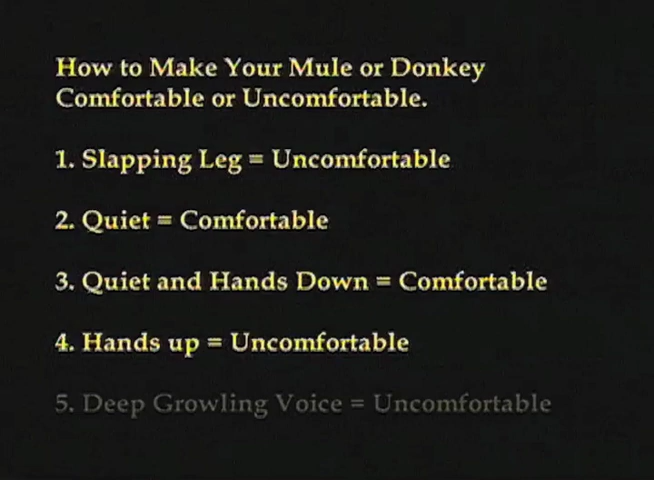 How to Make Your Mule or Donkey
Comfortable or Uncomfortable.
1. Slapping Leg = Uncomfortable
2. Quiet = Comfortable
3. Quiet and Hands Down = Comfortable
4. Hands up = Uncomfortable
5. Deep Growling Voice = Uncomfortable